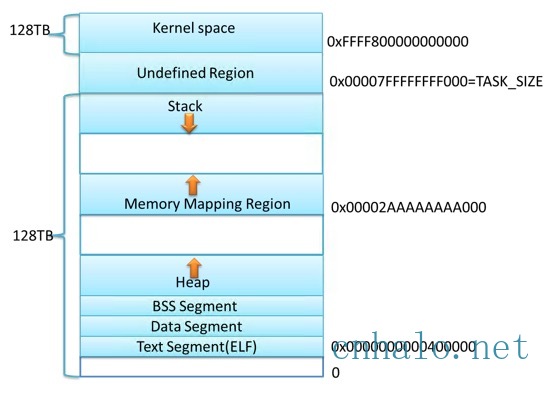 128TB
Kernel space
0xFFFF800000000000
Undefined Region
0x00007FFFFFFFF000=TASK_SIZE
Stack
Memory Mapping Region
0x00002AAAAAAAA000
128TB
Heap
BSS Segment
Data Segment
Text Segment(ELF)
0x0000000000400000
cnhalo.net
0
0